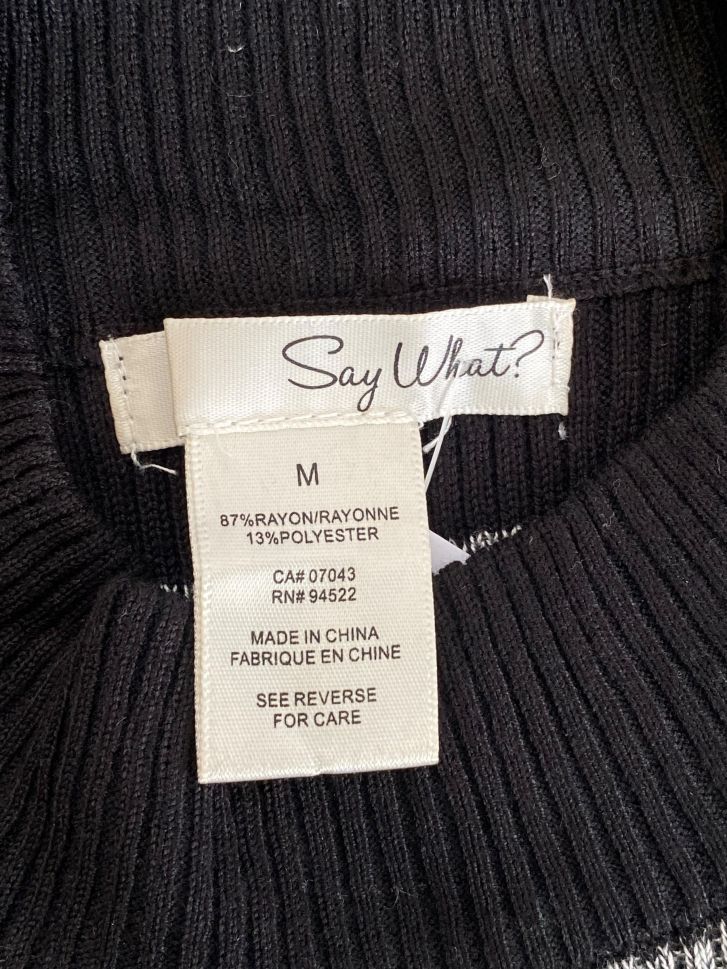 Say What?
M
87%RAYON/RAYONNE
13%POLYESTER
CA# 07043
RN# 94522
MADE IN CHINA
FABRIQUE EN CHINE
SEE REVERSE
FOR CARE